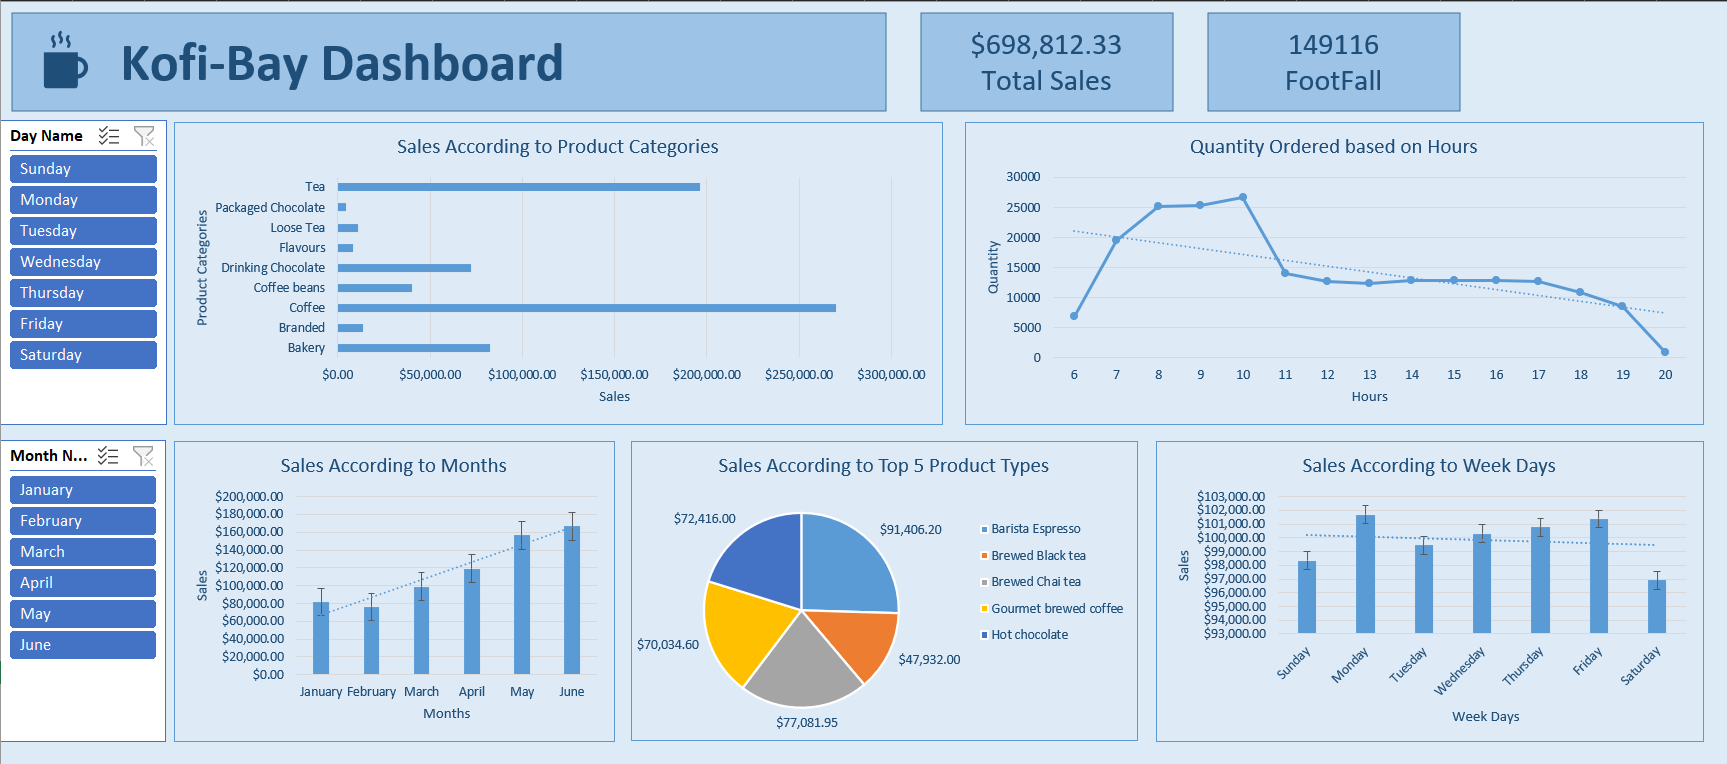 Kofi-Bay Dashboard
$698,812.33
Total Sales
149116
FootFall
Day Name
Sunday
Monday
Tuesday
Wednesday
Thursday
Friday
Saturday
Sales According to Product Categories
Product Categories
Tea
Packaged Chocolate
Loose Tea
Flavours
Drinking Chocolate
Coffee beans
Coffee
Branded
Bakery
$0.00 $50,000.00 $100,000.00 $150,000.00 $200,000.00 $250,000.00 $300,000.00
Sales
Quantity Ordered based on Hours
Quantity
30000
25000
20000
15000
10000
5000
0
6 7 8 9 10 11 12 13 14 15 16 17 18 19 20
Hours
Month N...
January
February
March
April
May
June
Sales According to Months
Sales
$200,000.00
$180,000.00
$160,000.00
$140,000.00
$120,000.00
$100,000.00
$80,000.00
$60,000.00
$40,000.00
$20,000.00
$0.00
January February March April May June
Months
Sales According to Top 5 Product Types
$72,416.00
$91,406.20
$70,034.60
$47,932.00
$77,081.95
Barista Espresso
Brewed Black tea
Brewed Chai tea
Gourmet brewed coffee
Hot chocolate
Sales According to Week Days
Sales
$103,000.00
$102,000.00
$101,000.00
$100,000.00
$99,000.00
$98,000.00
$97,000.00
$96,000.00
$95,000.00
$94,000.00
$93,000.00
Sunday Monday Tuesday Wednesday Thursday Friday Saturday
Week Days